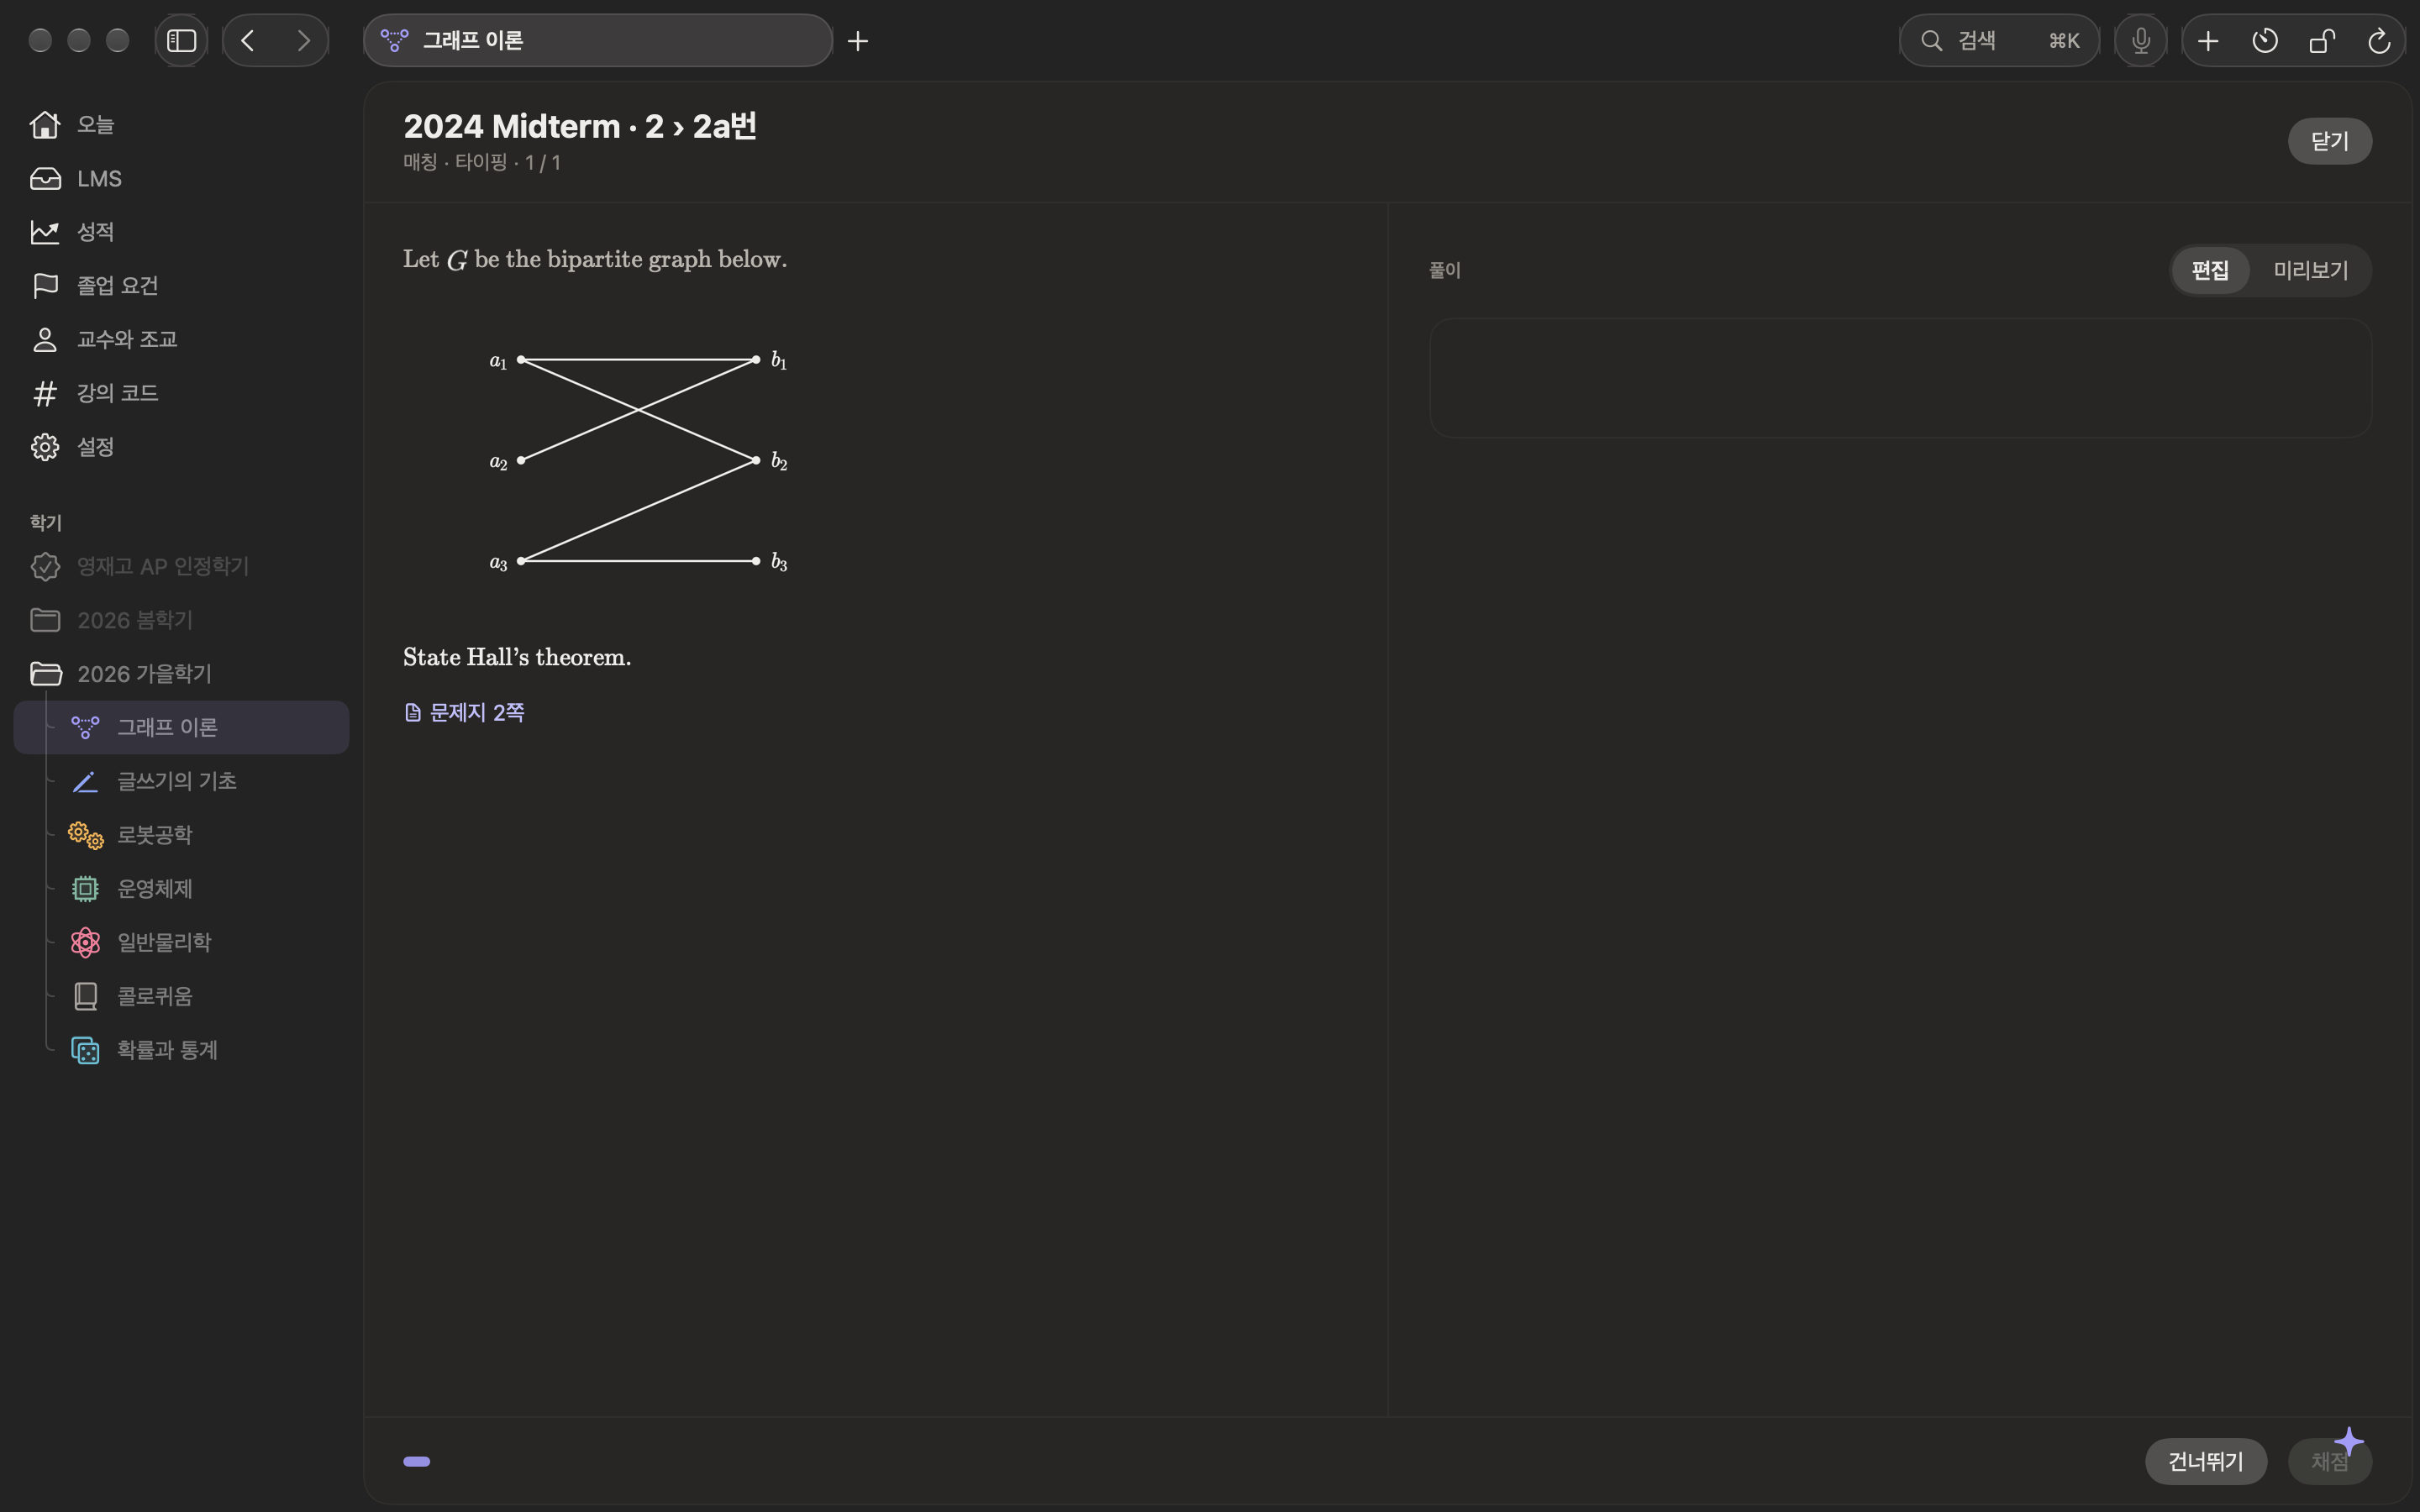 그래프 이론
검색 ⌘K
오늘
LMS
성적
졸업 요건
교수와 조교
강의 코드
설정
학기
영재고 AP 인정학기
2026 봄학기
2026 가을학기
그래프 이론
글쓰기의 기초
로봇공학
운영체제
일반물리학
콜로퀴움
확률과 통계
2024 Midterm · 2 › 2a번
매칭 · 타이핑 · 1 / 1
닫기
Let G be the bipartite graph below.
a₁ b₁
a₂ b₂
a₃ b₃
State Hall’s theorem.
문제지 2쪽
풀이
편집 미리보기
건너뛰기 채점